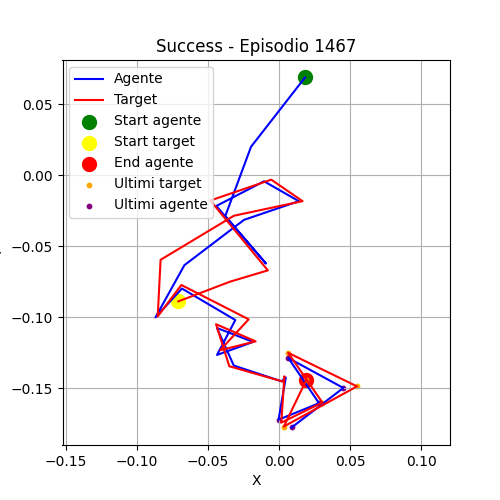 Success - Episodio 1467
Agente
Target
Start agente
Start target
End agente
Ultimi target
Ultimi agente
0.05
0.00
−0.05
−0.10
−0.15
−0.15
−0.10
−0.05
0.00
0.05
0.10
X